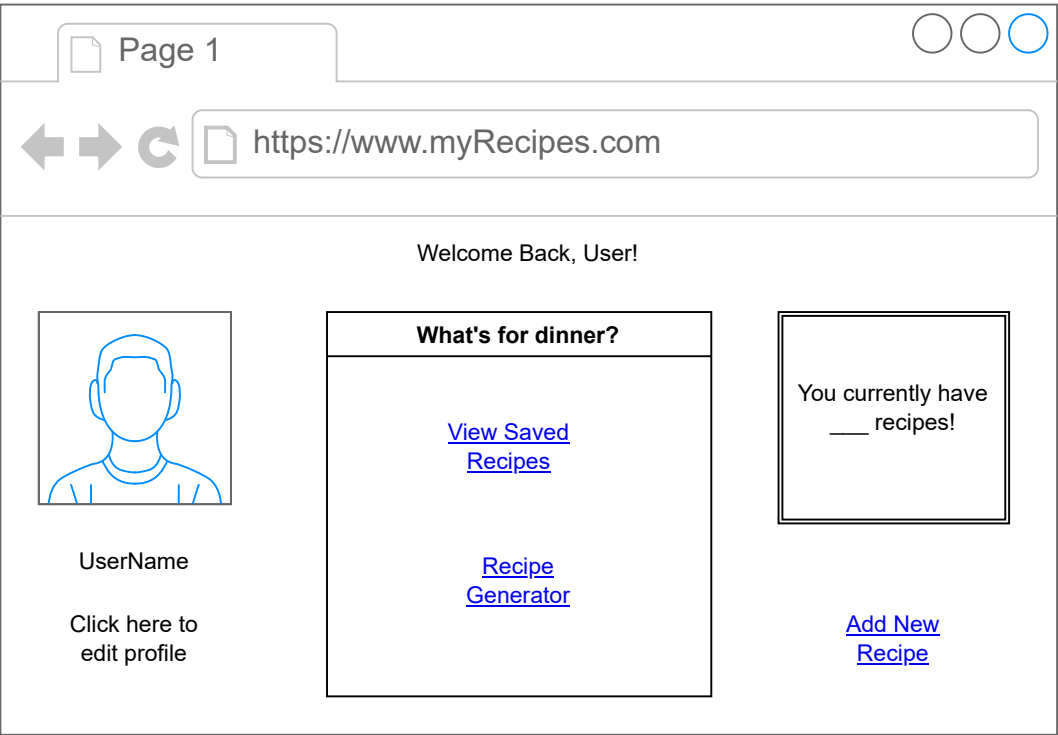 Page 1
https://www.myRecipes.com
Welcome Back, User!
What's for dinner?
View Saved
Recipes
Recipe
Generator
You currently have
___ recipes!
UserName
Click here to
edit profile
Add New
Recipe